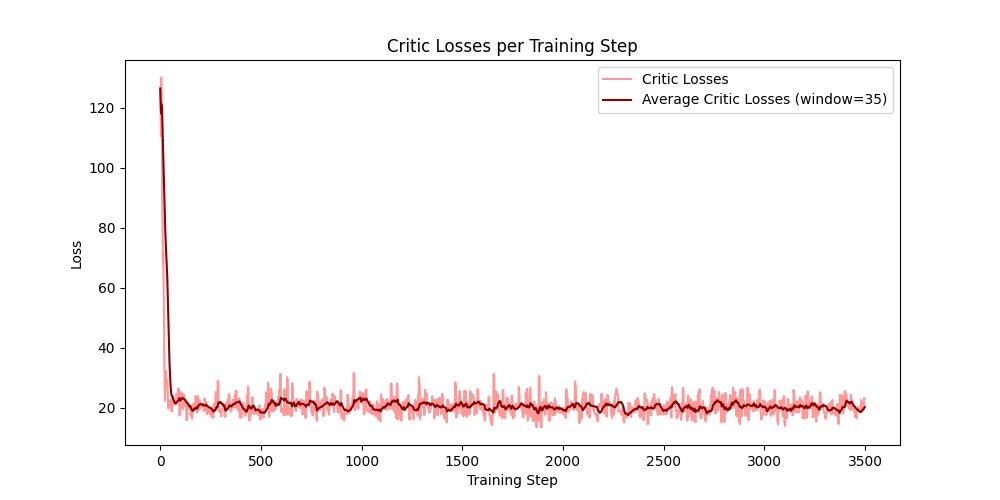 Critic Losses per Training Step
Critic Losses
Average Critic Losses (window=35)
Loss
120
100
80
60
40
20
0 500 1000 1500 2000 2500 3000 3500
Training Step